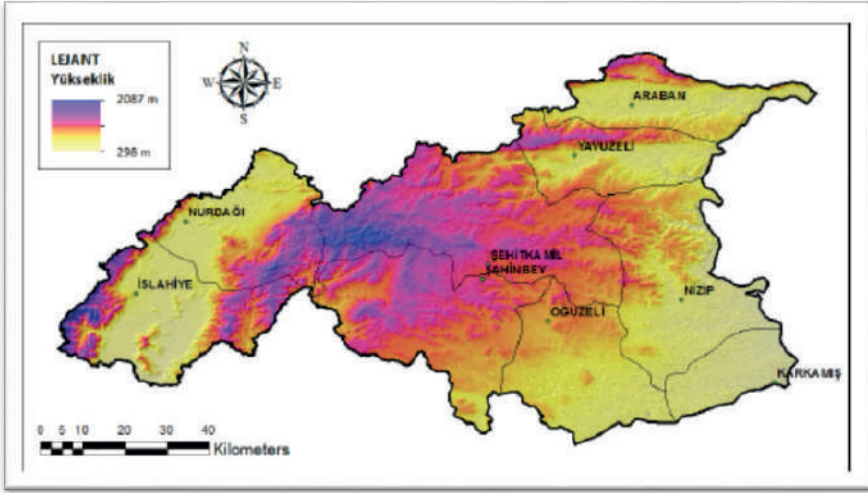 LEJANT
Yükseklik
2087 m
298 m
N
W E
S
ARABAN
YAVUZELİ
NURDAĞI
ŞEHİTKAMİL
ŞAHİNBEY
İSLAHİYE
NİZİP
OĞUZELİ
KARKAMIŞ
0 5 10 20 30 40
Kilometers